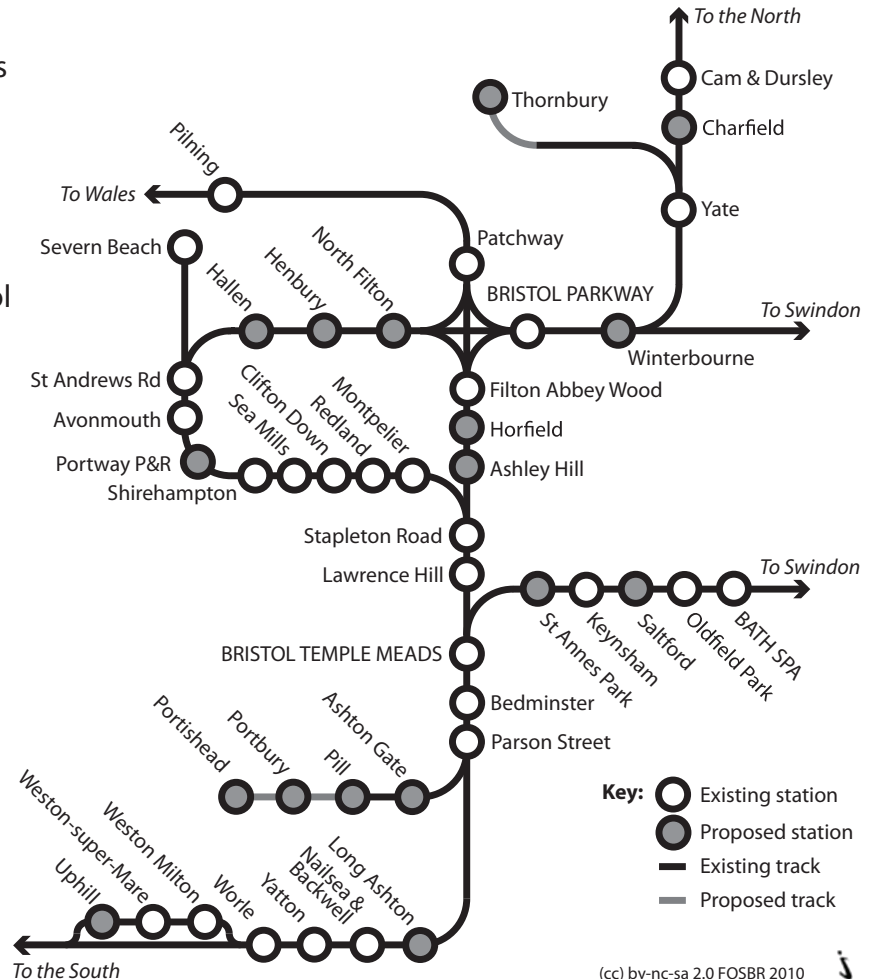 s
ol
To the North
Cam & Dursley
Thornbury
Charfield
Pilning
To Wales
Yate
Severn Beach
Patchway
Hallen
Henbury
North Filton
BRISTOL PARKWAY
To Swindon
Winterbourne
St Andrews Rd
Filton Abbey Wood
Avonmouth
Horfield
Portway P&R
Ashley Hill
Shirehampton
Sea Mills
Clifton Down
Redland
Montpelier
Stapleton Road
Lawrence Hill
To Swindon
St Annes Park
Keynsham
Saltford
Oldfield Park
BATH SPA
BRISTOL TEMPLE MEADS
Bedminster
Parson Street
Portishead
Portbury
Pill
Ashton Gate
Key:
Existing station
Proposed station
Existing track
Proposed track
Uphill
Weston-super-Mare
Weston Milton
Worle
Yatton
Nailsea &
Backwell
Long Ashton
To the South
(cc) by-nc-sa 2.0 FOSBR 2010
i